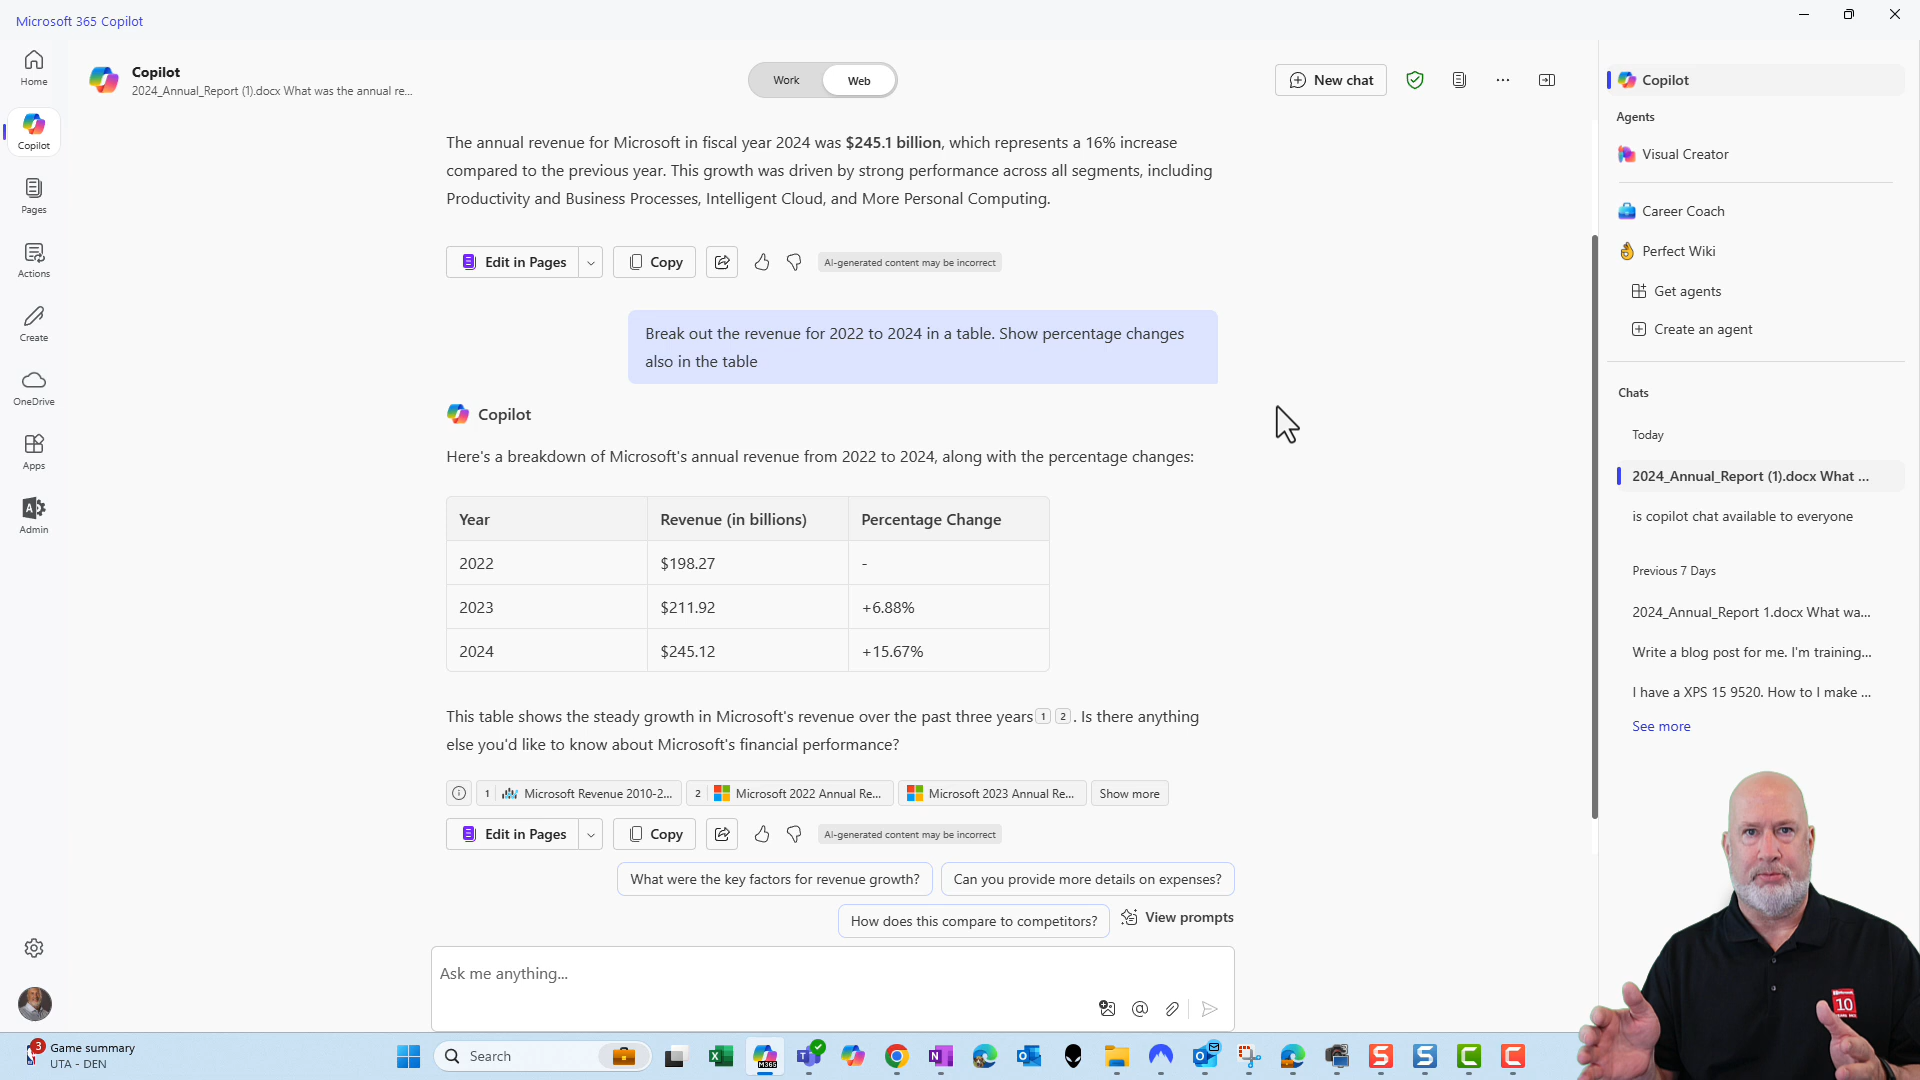 Microsoft 365 Copilot
Home
Copilot
Pages
Actions
Create
OneDrive
Apps
Admin
Copilot
2024_Annual_Report (1).docx What was the annual re...
Work
Web
New chat
The annual revenue for Microsoft in fiscal year 2024 was $245.1 billion, which represents a 16% increase
compared to the previous year. This growth was driven by strong performance across all segments, including
Productivity and Business Processes, Intelligent Cloud, and More Personal Computing.
Edit in Pages
Copy
AI-generated content may be incorrect
Break out the revenue for 2022 to 2024 in a table. Show percentage changes
also in the table
Copilot
Here's a breakdown of Microsoft's annual revenue from 2022 to 2024, along with the percentage changes:
Year Revenue (in billions) Percentage Change
2022 $198.27 -
2023 $211.92 +6.88%
2024 $245.12 +15.67%
This table shows the steady growth in Microsoft's revenue over the past three years 1 2 . Is there anything
else you'd like to know about Microsoft's financial performance?
1 Microsoft Revenue 2010-2...
2 Microsoft 2022 Annual Re...
Microsoft 2023 Annual Re...
Show more
Edit in Pages
Copy
AI-generated content may be incorrect
What were the key factors for revenue growth?
Can you provide more details on expenses?
How does this compare to competitors?
View prompts
Ask me anything...
Copilot
Agents
Visual Creator
Career Coach
Perfect Wiki
Get agents
Create an agent
Chats
Today
2024_Annual_Report (1).docx What ...
is copilot chat available to everyone
Previous 7 Days
2024_Annual_Report 1.docx What wa...
Write a blog post for me. I'm training...
I have a XPS 15 9520. How to I make ...
See more
10
3
Game summary
UTA - DEN
Search
M365